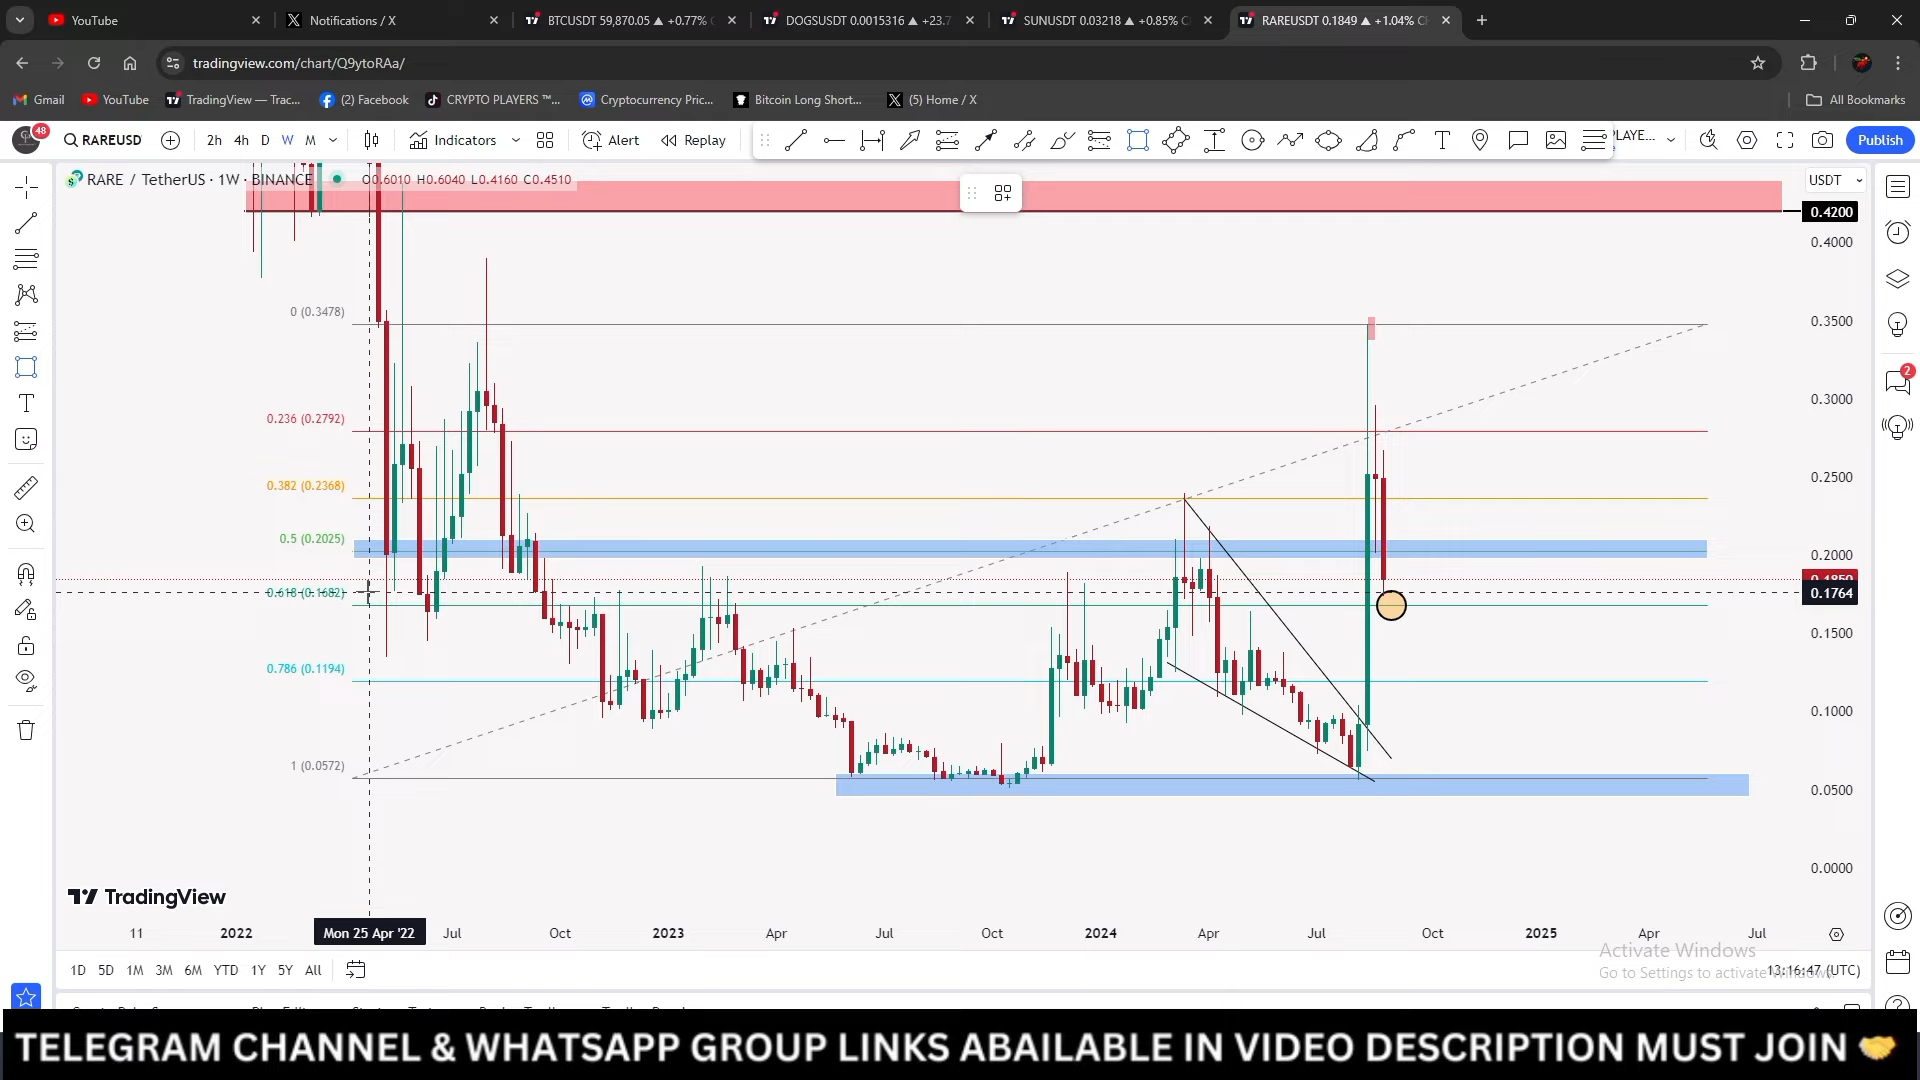 YouTube
Notifications / X
BTCUSDT 59,870.05 ▲ +0.77%
DOGSUSDT 0.0015316 ▲ +23.7
SUNUSDT 0.03218 ▲ +0.85%
RAREUSDT 0.1849 ▲ +1.04%
tradingview.com/chart/Q9ytoRAa/
Gmail
YouTube
TradingView — Trac...
(2) Facebook
CRYPTO PLAYERS ™...
Cryptocurrency Pric...
Bitcoin Long Short...
(5) Home / X
All Bookmarks
48
RAREUSD
2h 4h D W M
Indicators
Alert
Replay
Publish
RARE / TetherUS · 1W · BINANCE
O0.6010 H0.6040 L0.4160 C0.4510
USDT
0.4200
0.4000
0 (0.3478)
0.3500
2
0.3000
0.236 (0.2792)
0.2500
0.382 (0.2368)
0.5 (0.2025)
0.2000
0.618 (0.1682)
0.1850
0.1764
0.1500
0.786 (0.1194)
0.1000
1 (0.0572)
0.0500
0.0000
TradingView
11 2022 Mon 25 Apr '22 Jul Oct 2023 Apr Jul Oct 2024 Apr Jul Oct 2025 Apr Jul
Activate Windows
1D 5D 1M 3M 6M YTD 1Y 5Y All
13:16:47 (UTC)
Go to Settings to activate
TELEGRAM CHANNEL & WHATSAPP GROUP LINKS ABAILABLE IN VIDEO DESCRIPTION MUST JOIN 🤝